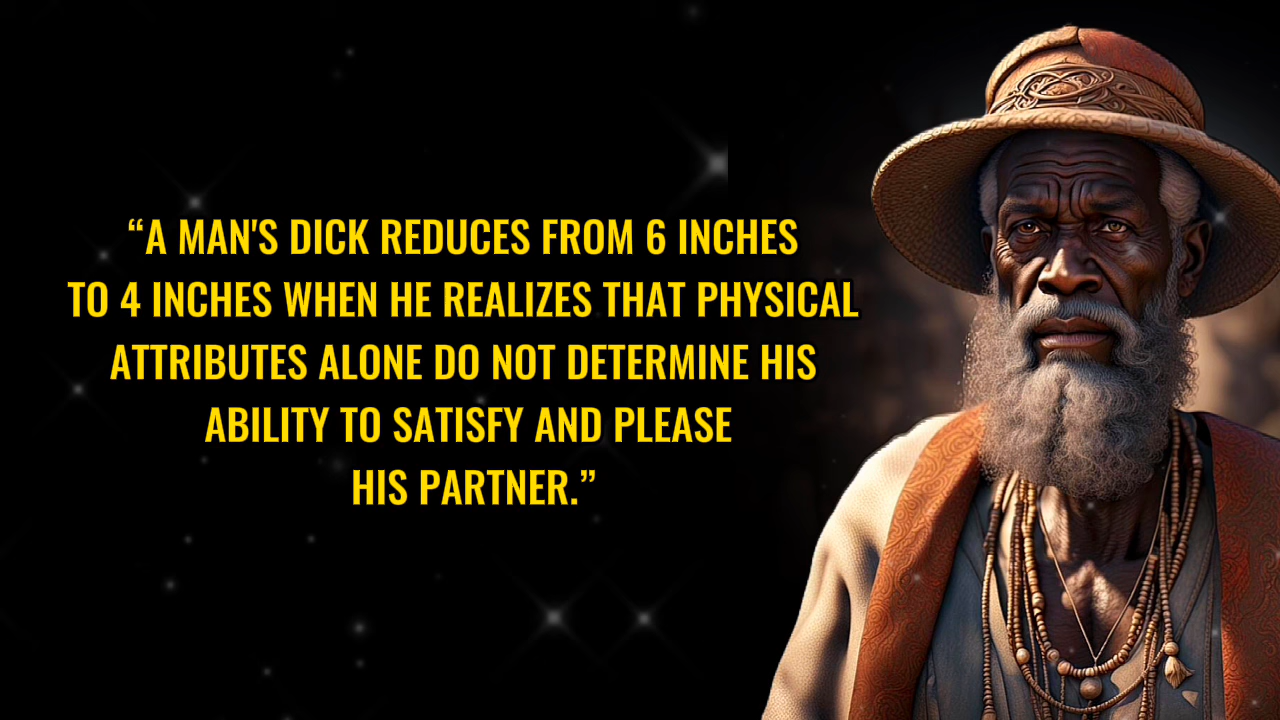 “A MAN'S DICK REDUCES FROM 6 INCHES
TO 4 INCHES WHEN HE REALIZES THAT PHYSICAL
ATTRIBUTES ALONE DO NOT DETERMINE HIS
ABILITY TO SATISFY AND PLEASE
HIS PARTNER.”